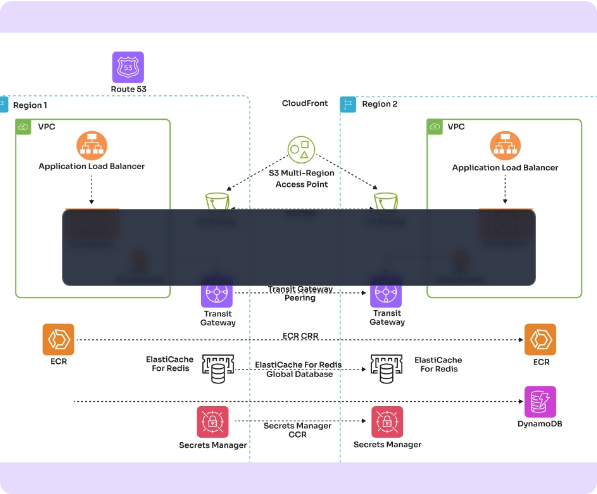 Route 53
Region 1
CloudFront
Region 2
VPC
VPC
Application Load Balancer
Application Load Balancer
S3 Multi-Region
Access Point
Transit Gateway
Peering
Transit
Gateway
Transit
Gateway
ECR CRR
ECR
ECR
ElastiCache
For Redis
ElastiCache For Redis
Global Database
ElastiCache
For Redis
DynamoDB
Secrets Manager
Secrets Manager
CCR
Secrets Manager